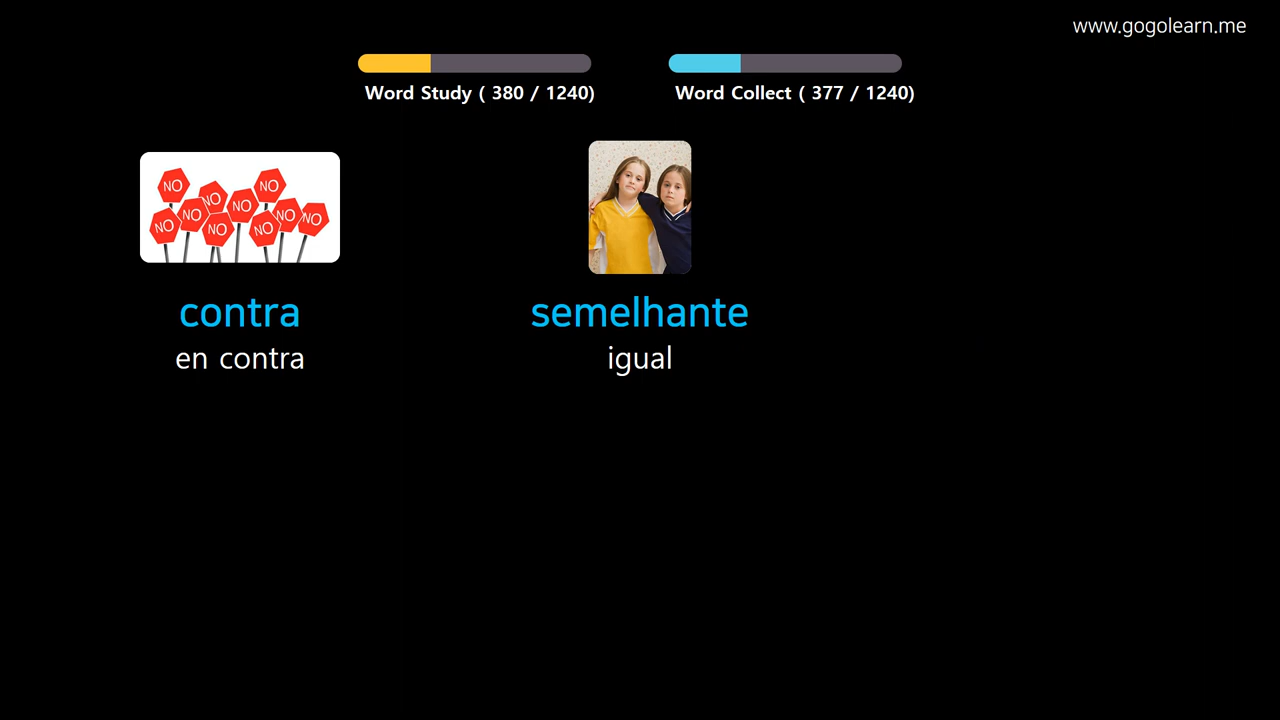 www.gogolearn.me
Word Study ( 380 / 1240)
Word Collect ( 377 / 1240)
NO
NO
NO
NO
NO
NO
NO
NO
NO
NO
contra
semelhante
en contra
igual